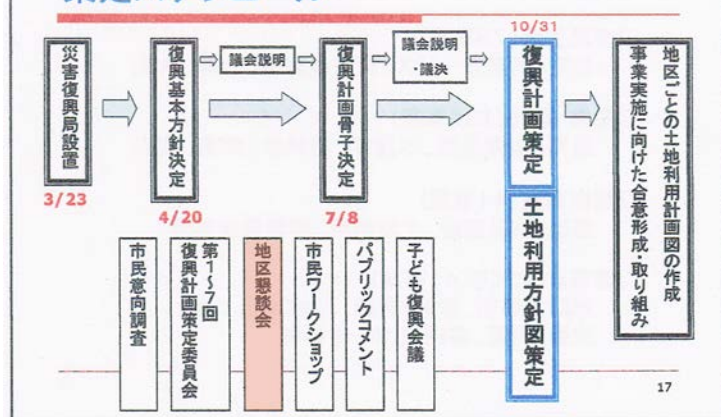 10/31
災害復興局設置
3/23
復興基本方針決定
4/20
議会説明
復興計画骨子決定
7/8
議会説明
・議決
復興計画策定
土地利用方針図策定
地区ごとの土地利用計画図の作成
事業実施に向けた合意形成・取り組み
市民意向調査
第1~7回
復興計画策定委員会
地区懇談会
市民ワークショップ
パブリックコメント
子ども復興会議
17